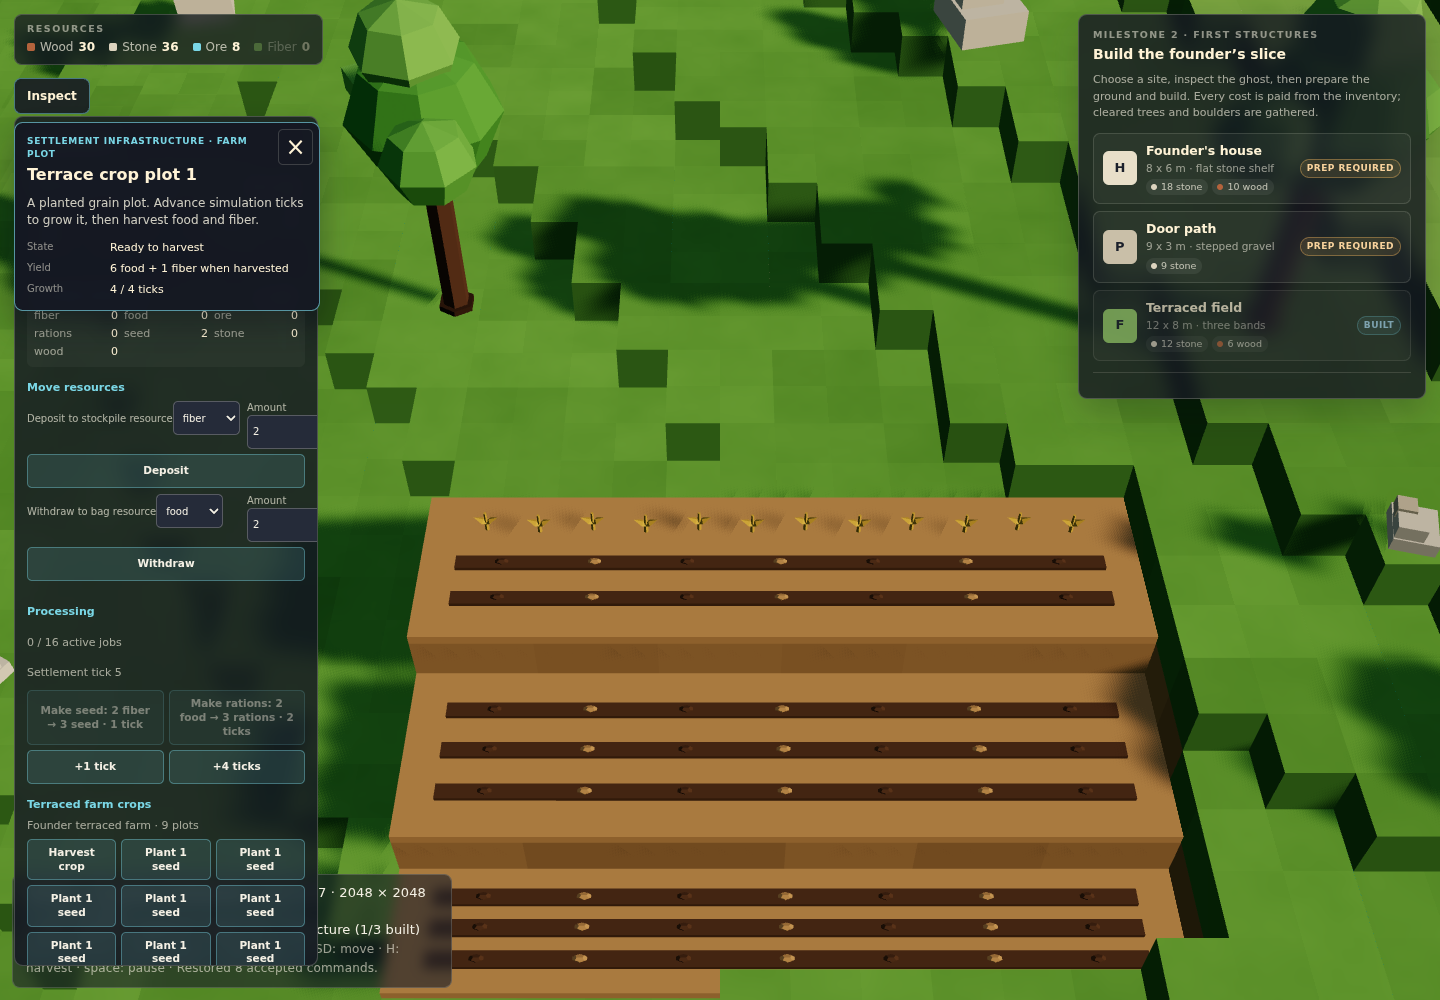 RESOURCES
Wood 30 Stone 36 Ore 8 Fiber 0
Inspect
SETTLEMENT INFRASTRUCTURE · FARM
PLOT
×
Terrace crop plot 1
A planted grain plot. Advance simulation ticks
to grow it, then harvest food and fiber.
State Ready to harvest
Yield 6 food + 1 fiber when harvested
Growth 4 / 4 ticks
fiber 0 food 0 ore 0
rations 0 seed 2 stone 0
wood 0
Move resources
Deposit to stockpile resource fiber Amount
2
Deposit
Withdraw to bag resource food Amount
2
Withdraw
Processing
0 / 16 active jobs
Settlement tick 5
Make seed: 2 fiber
→ 3 seed · 1 tick
Make rations: 2
food → 3 rations · 2
ticks
+1 tick
+4 ticks
Terraced farm crops
Founder terraced farm · 9 plots
Harvest
crop
Plant 1
seed
Plant 1
seed
Plant 1
seed
Plant 1
seed
Plant 1
seed
Plant 1
seed
Plant 1
seed
Plant 1
seed
7 · 2048 × 2048
cture (1/3 built)
SD: move · H:
harvest · space: pause · Restored 8 accepted commands.
MILESTONE 2 · FIRST STRUCTURES
Build the founder’s slice
Choose a site, inspect the ghost, then prepare the
ground and build. Every cost is paid from the inventory;
cleared trees and boulders are gathered.
H
Founder's house
8 x 6 m · flat stone shelf
18 stone 10 wood
PREP REQUIRED
P
Door path
9 x 3 m · stepped gravel
9 stone
PREP REQUIRED
F
Terraced field
12 x 8 m · three bands
12 stone 6 wood
BUILT